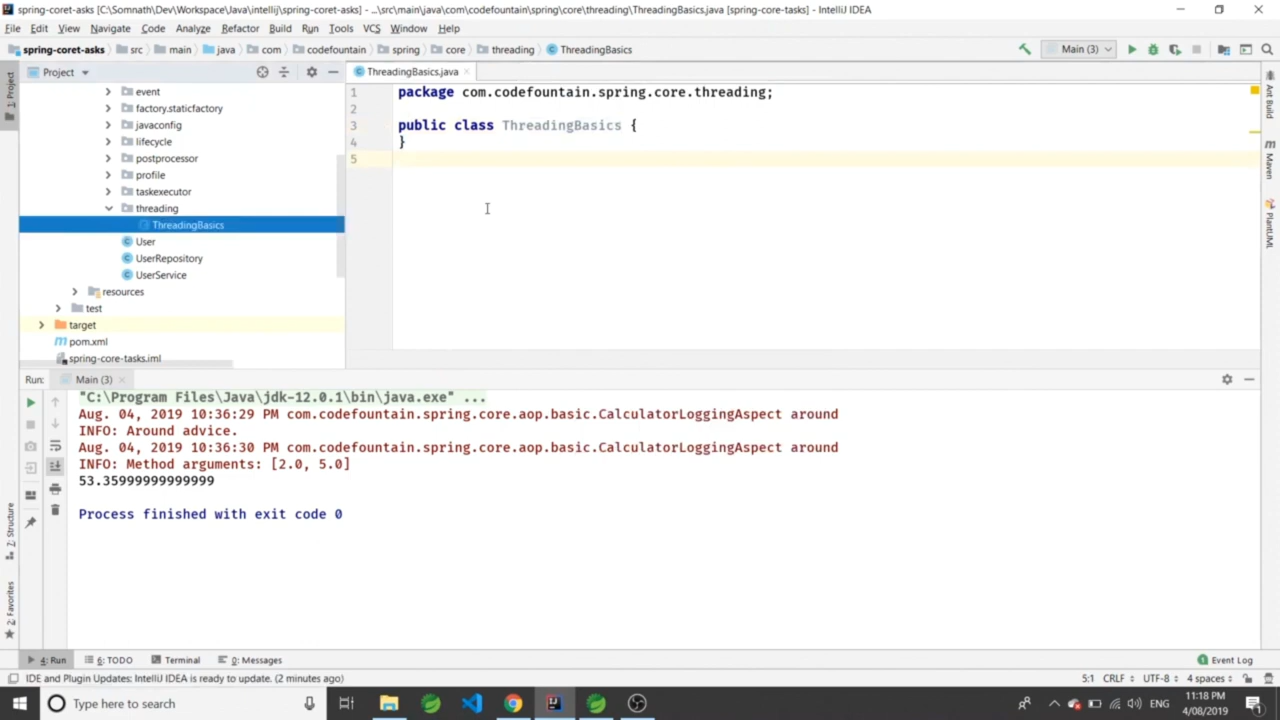 spring-coret-asks [C:\Somnath\Dev\Workspace\Java\intellij\spring-coret-asks] - ...\src\main\java\com\codefountain\spring\core\threading\ThreadingBasics.java [spring-core-tasks] - IntelliJ IDEA
File Edit View Navigate Code Analyze Refactor Build Run Tools VCS Window Help
spring-coret-asks src main java com codefountain spring core threading ThreadingBasics Main (3)
Project ThreadingBasics.java
1: Project
event
factory.staticfactory
javaconfig
lifecycle
postprocessor
profile
taskexecutor
threading
ThreadingBasics
User
UserRepository
UserService
resources
test
target
pom.xml
spring-core-tasks.iml
1 package com.codefountain.spring.core.threading;
2
3 public class ThreadingBasics {
4 }
5
Ant Build
Maven
PlantUML
Run: Main (3)
"C:\Program Files\Java\jdk-12.0.1\bin\java.exe" ...
Aug. 04, 2019 10:36:29 PM com.codefountain.spring.core.aop.basic.CalculatorLoggingAspect around
INFO: Around advice.
Aug. 04, 2019 10:36:30 PM com.codefountain.spring.core.aop.basic.CalculatorLoggingAspect around
INFO: Method arguments: [2.0, 5.0]
53.35999999999999
Process finished with exit code 0
Z: Structure
2: Favorites
4: Run 6: TODO Terminal 0: Messages Event Log
IDE and Plugin Updates: IntelliJ IDEA is ready to update. (2 minutes ago) 5:1 CRLF UTF-8 4 spaces
Type here to search ENG 11:18 PM
4/08/2019